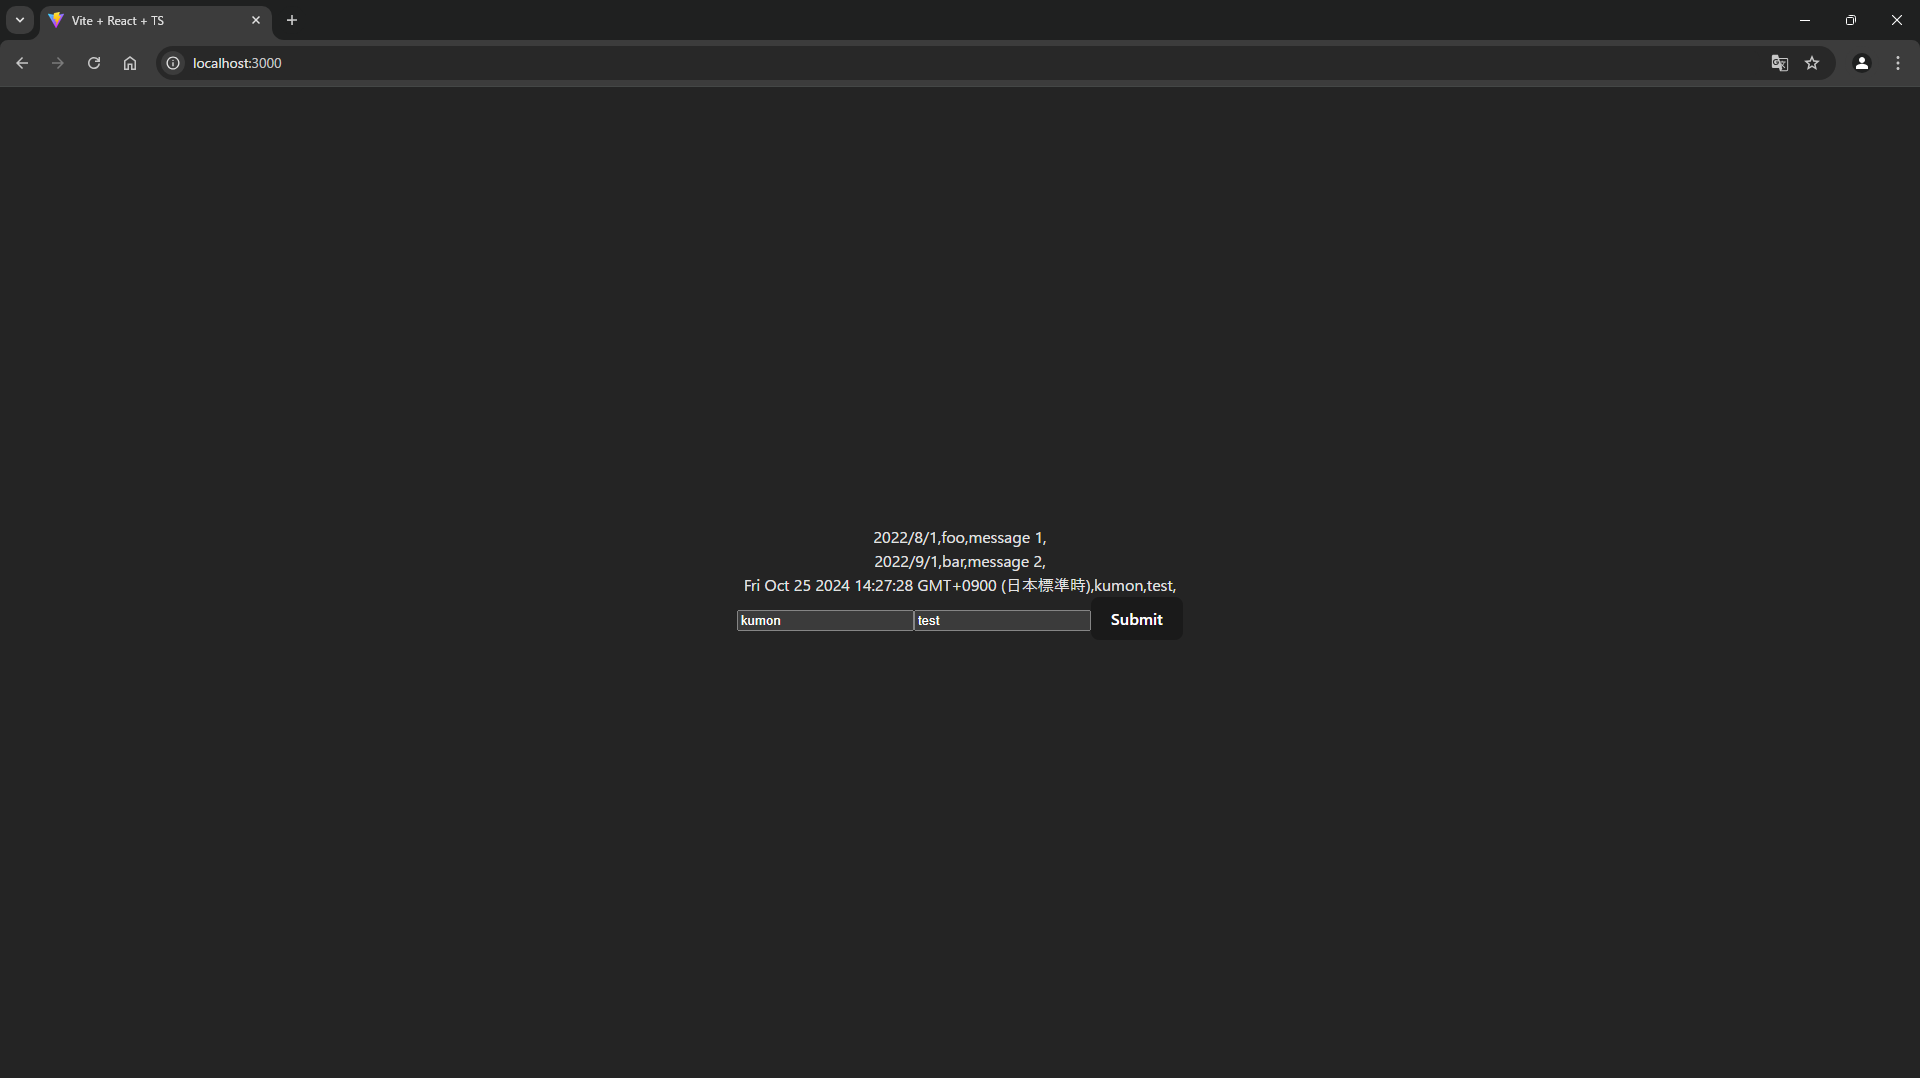 Vite + React + TS
localhost:3000
2022/8/1,foo,message 1,
2022/9/1,bar,message 2,
Fri Oct 25 2024 14:27:28 GMT+0900 (日本標準時),kumon,test,
kumon test Submit